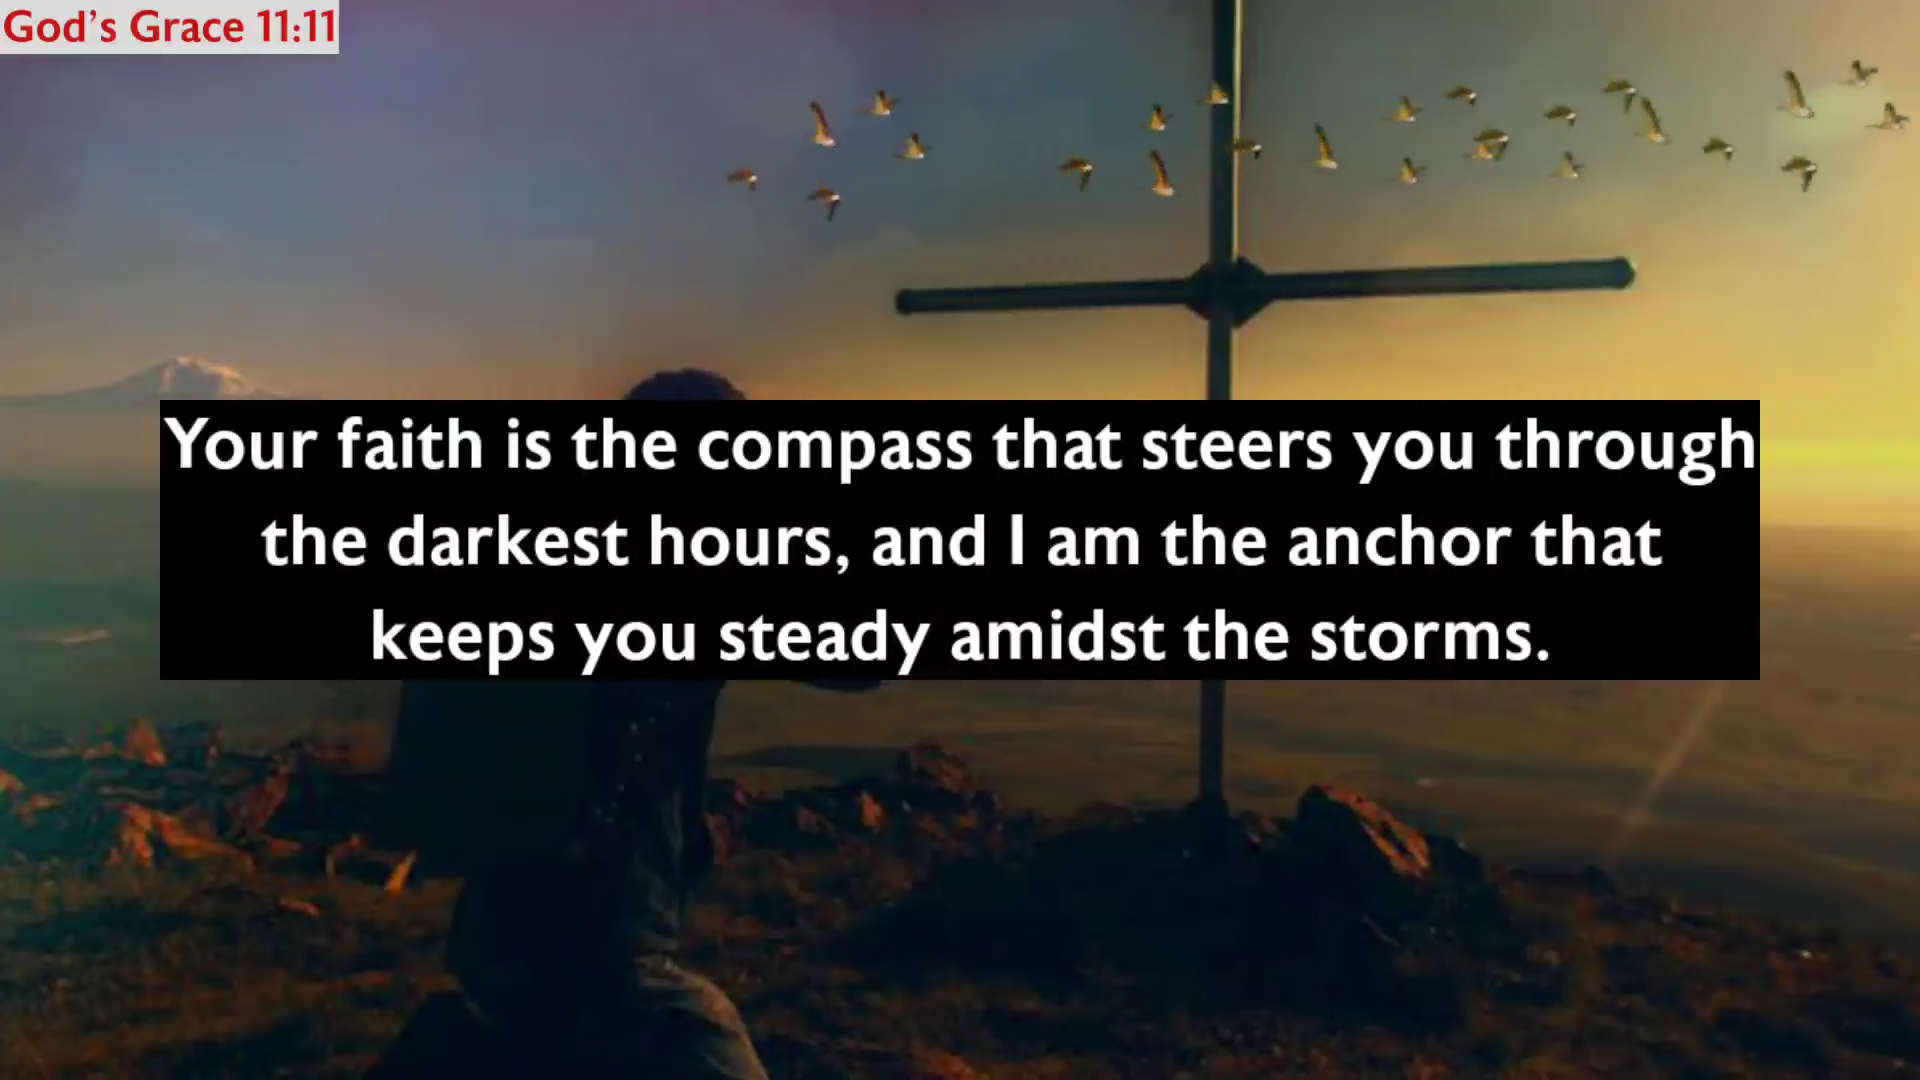 God's Grace 11:11
Your faith is the compass that steers you through
the darkest hours, and I am the anchor that
keeps you steady amidst the storms.